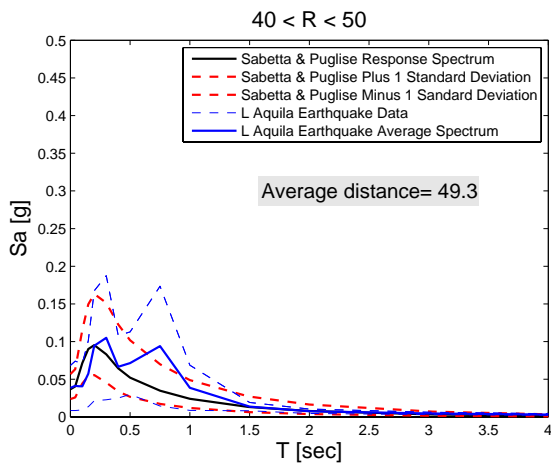 40 < R < 50
Sabetta & Puglise Response Spectrum
Sabetta & Puglise Plus 1 Standard Deviation
Sabetta & Puglise Minus 1 Sandard Deviation
L Aquila Earthquake Data
L Aquila Earthquake Average Spectrum
Average distance= 49.3
Sa [g]
0.5
0.45
0.4
0.35
0.3
0.25
0.2
0.15
0.1
0.05
0
0 0.5 1 1.5 2 2.5 3 3.5 4
T [sec]